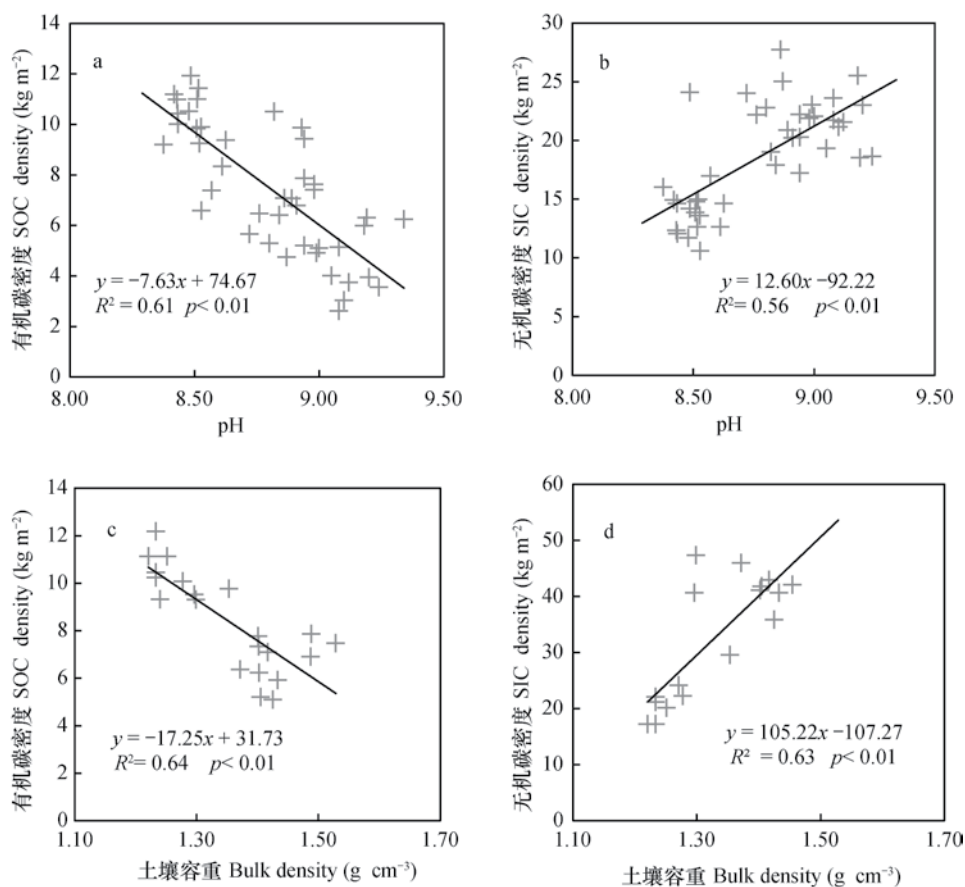 14
12
10
8
6
4
2
0
有机碳密度 SOC density (kg m⁻²)
a
y = −7.63x + 74.67
R² = 0.61 p< 0.01
8.00 8.50 9.00 9.50
pH
30
25
20
15
10
5
0
无机碳密度 SIC density (kg m⁻²)
b
y = 12.60x −92.22
R²= 0.56 p< 0.01
8.00 8.50 9.00 9.50
pH
14
12
10
8
6
4
2
0
有机碳密度 SOC density (kg m⁻²)
c
y = −17.25x + 31.73
R²= 0.64 p< 0.01
1.10 1.30 1.50 1.70
土壤容重 Bulk density (g cm⁻³)
60
50
40
30
20
10
0
无机碳密度 SIC density (kg m⁻²)
d
y = 105.22x −107.27
R² = 0.63 p< 0.01
1.10 1.30 1.50 1.70
土壤容重 Bulk density (g cm⁻³)